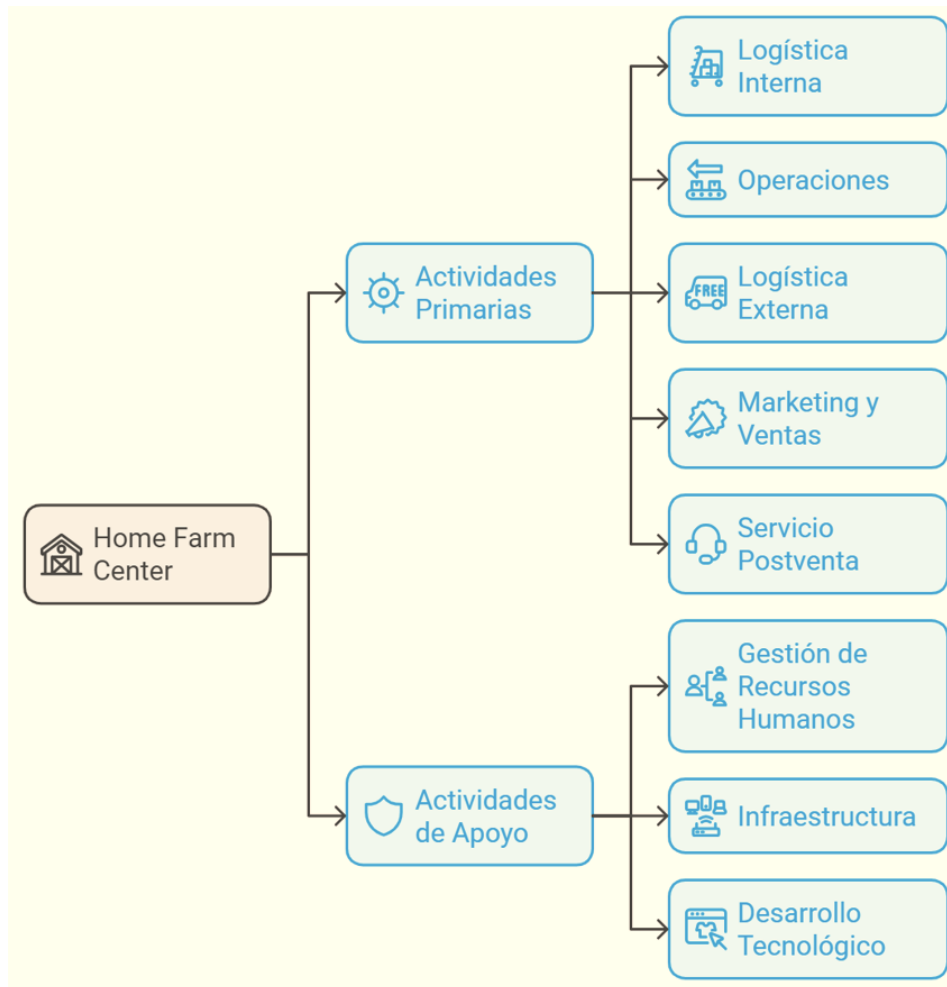 Home Farm
Center
Actividades
Primarias
Logística
Interna
Operaciones
Logística
Externa
FREE
Marketing y
Ventas
Servicio
Postventa
Actividades
de Apoyo
Gestión de
Recursos
Humanos
Infraestructura
Desarrollo
Tecnológico